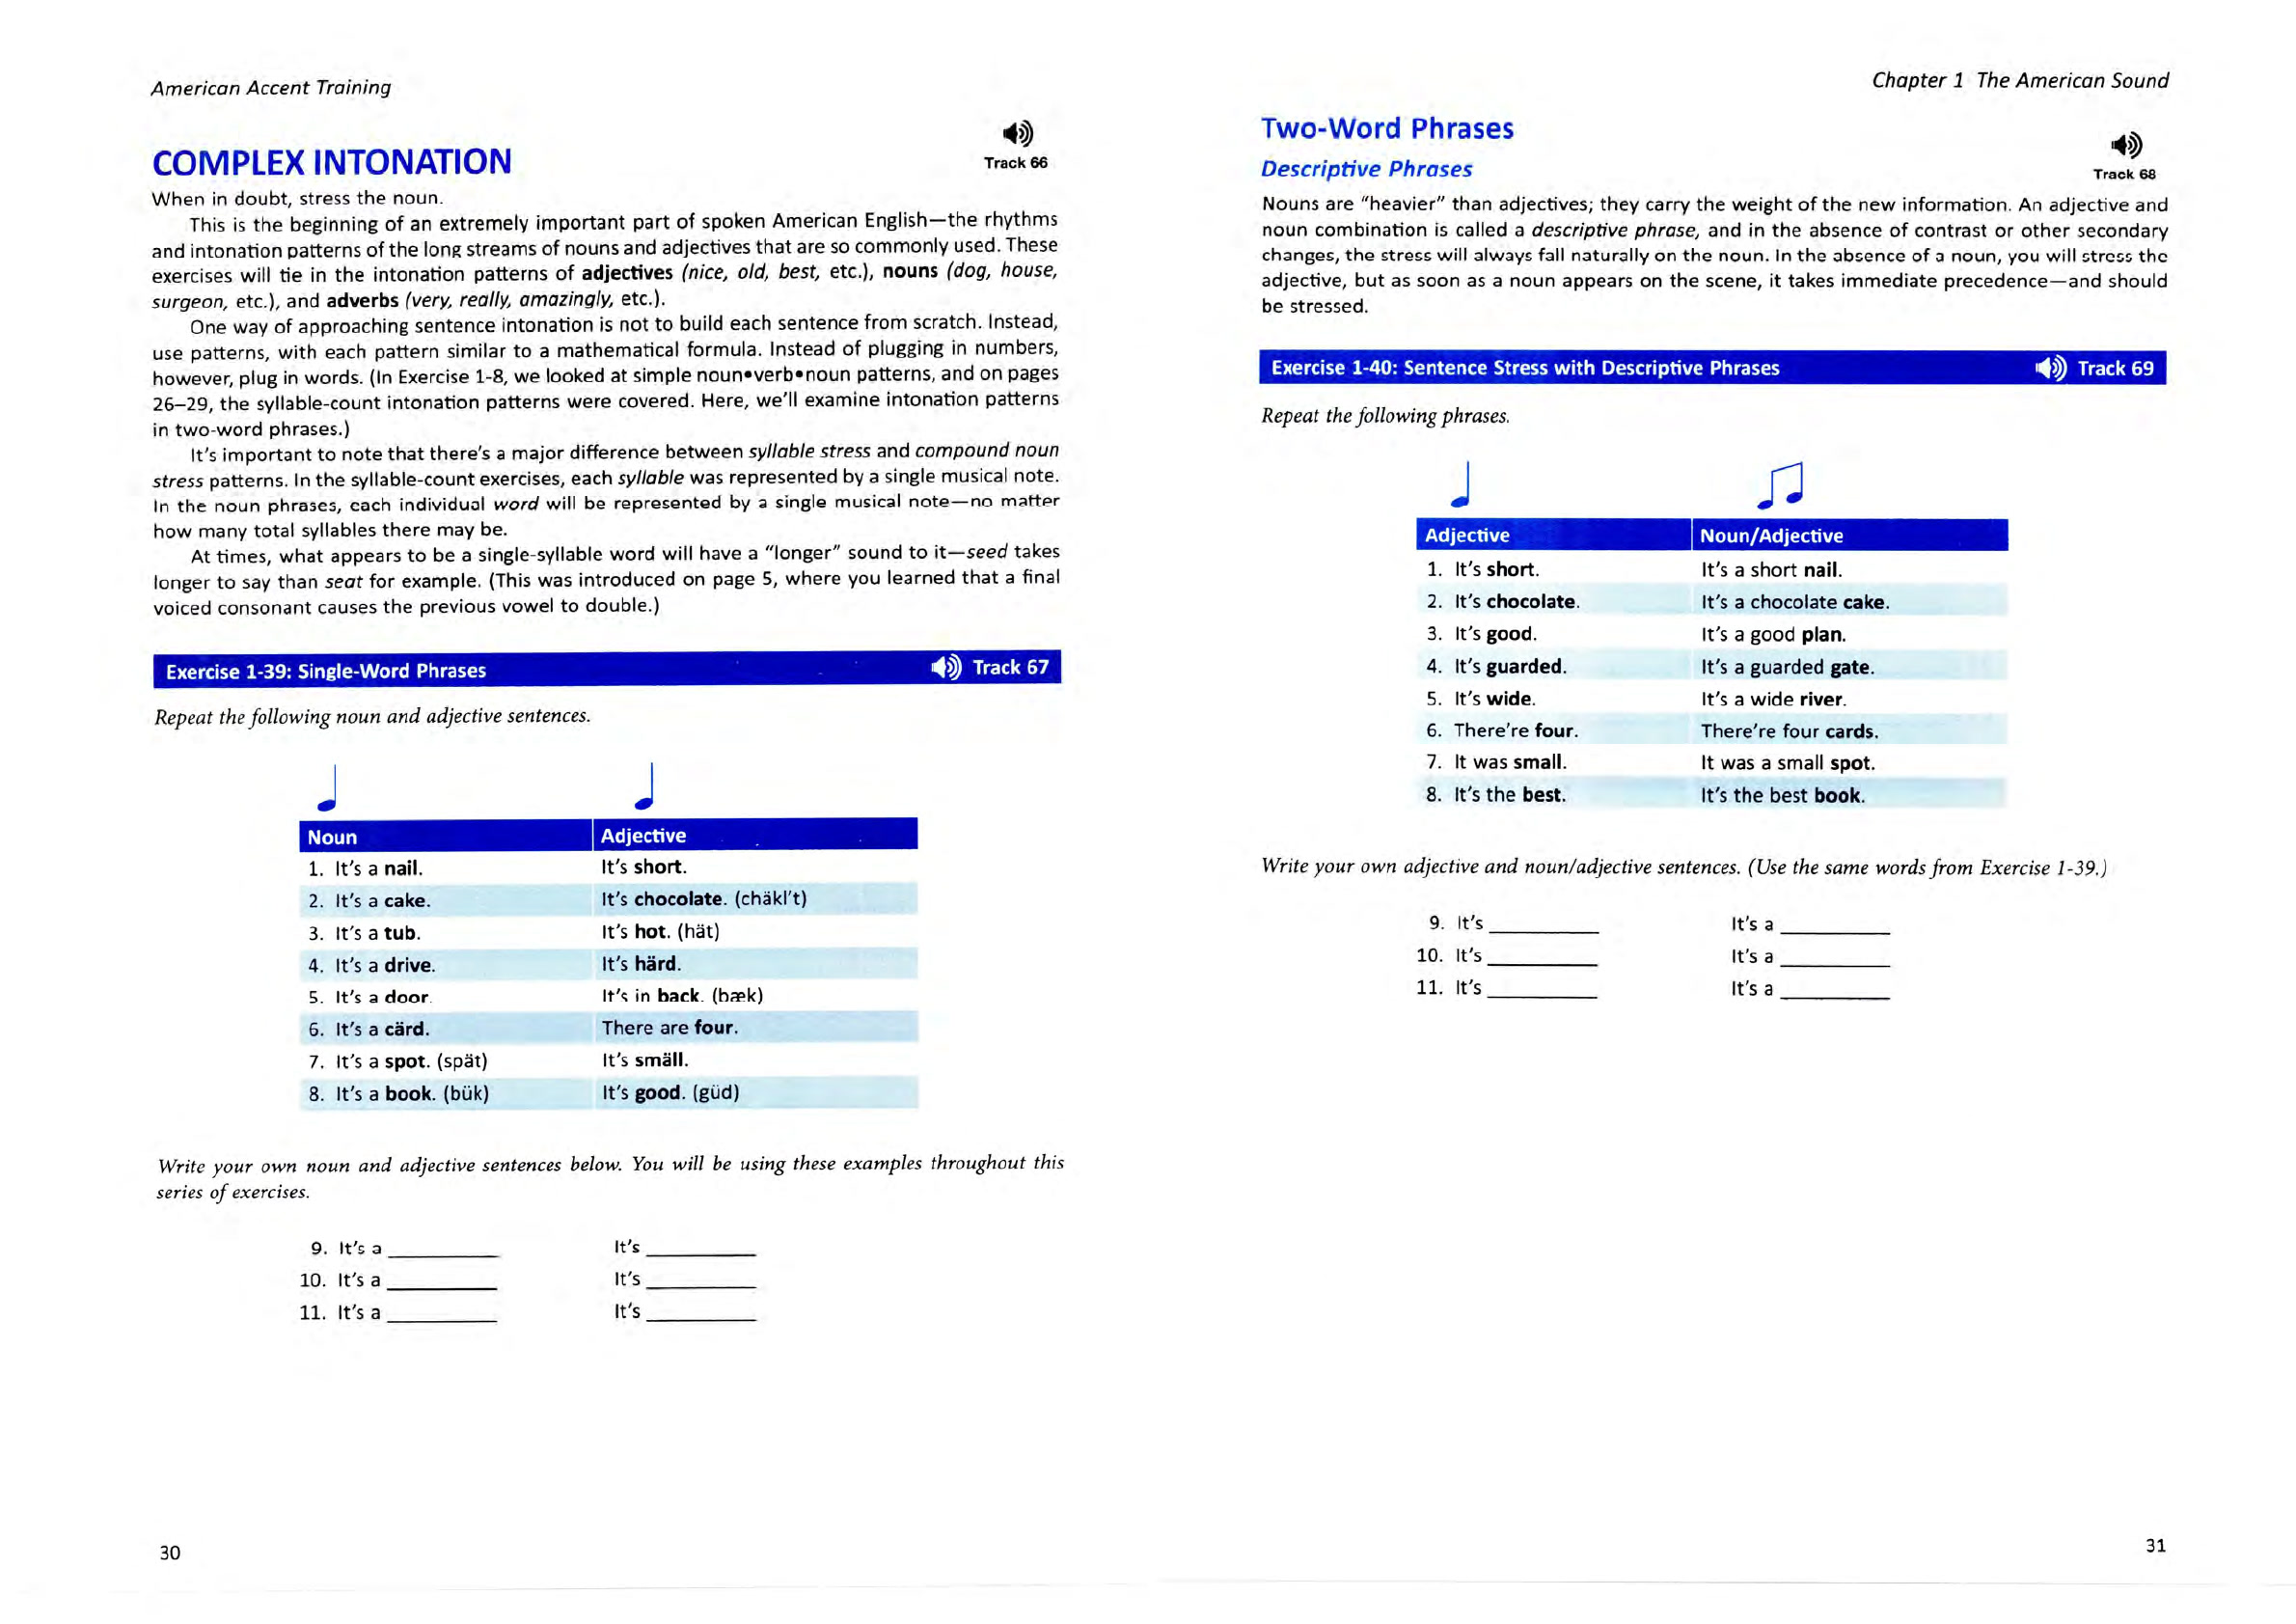 American Accent Training
COMPLEX INTONATION
Track 66
When in doubt, stress the noun.
This is the beginning of an extremely important part of spoken American English—the rhythms
and intonation patterns of the long streams of nouns and adjectives that are so commonly used. These
exercises will tie in the intonation patterns of adjectives (nice, old, best, etc.), nouns (dog, house,
surgeon, etc.), and adverbs (very, really, amazingly, etc.).
One way of approaching sentence intonation is not to build each sentence from scratch. Instead,
use patterns, with each pattern similar to a mathematical formula. Instead of plugging in numbers,
however, plug in words. (In Exercise 1-8, we looked at simple noun•verb•noun patterns, and on pages
26–29, the syllable-count intonation patterns were covered. Here, we'll examine intonation patterns
in two-word phrases.)
It's important to note that there's a major difference between syllable stress and compound noun
stress patterns. In the syllable-count exercises, each syllable was represented by a single musical note.
In the noun phrases, each individual word will be represented by a single musical note—no matter
how many total syllables there may be.
At times, what appears to be a single-syllable word will have a "longer" sound to it—seed takes
longer to say than seat for example. (This was introduced on page 5, where you learned that a final
voiced consonant causes the previous vowel to double.)
Exercise 1-39: Single-Word Phrases Track 67
Repeat the following noun and adjective sentences.
Noun Adjective
1. It's a nail. It's short.
2. It's a cake. It's chocolate. (chäkl't)
3. It's a tub. It's hot. (hät)
4. It's a drive. It's härd.
5. It's a door. It's in back. (bæk)
6. It's a cärd. There are four.
7. It's a spot. (spät) It's smäll.
8. It's a book. (bük) It's good. (güd)
Write your own noun and adjective sentences below. You will be using these examples throughout this
series of exercises.
9. It's a ________ It's ________
10. It's a ________ It's ________
11. It's a ________ It's ________
30
Chapter 1 The American Sound
Two-Word Phrases
Descriptive Phrases
Track 68
Nouns are "heavier" than adjectives; they carry the weight of the new information. An adjective and
noun combination is called a descriptive phrase, and in the absence of contrast or other secondary
changes, the stress will always fall naturally on the noun. In the absence of a noun, you will stress the
adjective, but as soon as a noun appears on the scene, it takes immediate precedence—and should
be stressed.
Exercise 1-40: Sentence Stress with Descriptive Phrases Track 69
Repeat the following phrases.
Adjective Noun/Adjective
1. It's short. It's a short nail.
2. It's chocolate. It's a chocolate cake.
3. It's good. It's a good plan.
4. It's guarded. It's a guarded gate.
5. It's wide. It's a wide river.
6. There're four. There're four cards.
7. It was small. It was a small spot.
8. It's the best. It's the best book.
Write your own adjective and noun/adjective sentences. (Use the same words from Exercise 1-39.)
9. It's ________ It's a ________
10. It's ________ It's a ________
11. It's ________ It's a ________
31